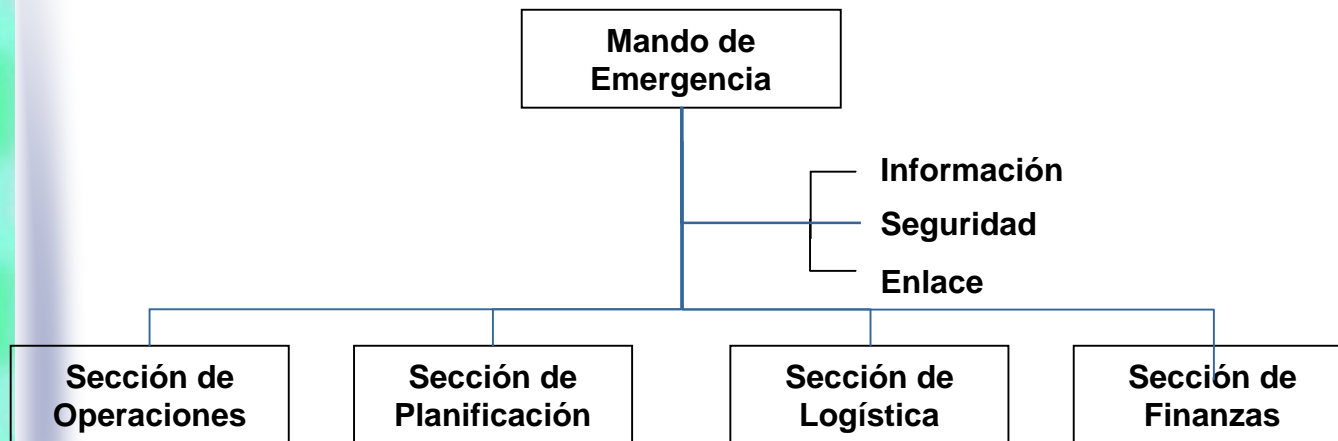 Mando de
Emergencia
Información
Seguridad
Enlace
Sección de
Operaciones
Sección de
Planificación
Sección de
Logística
Sección de
Finanzas